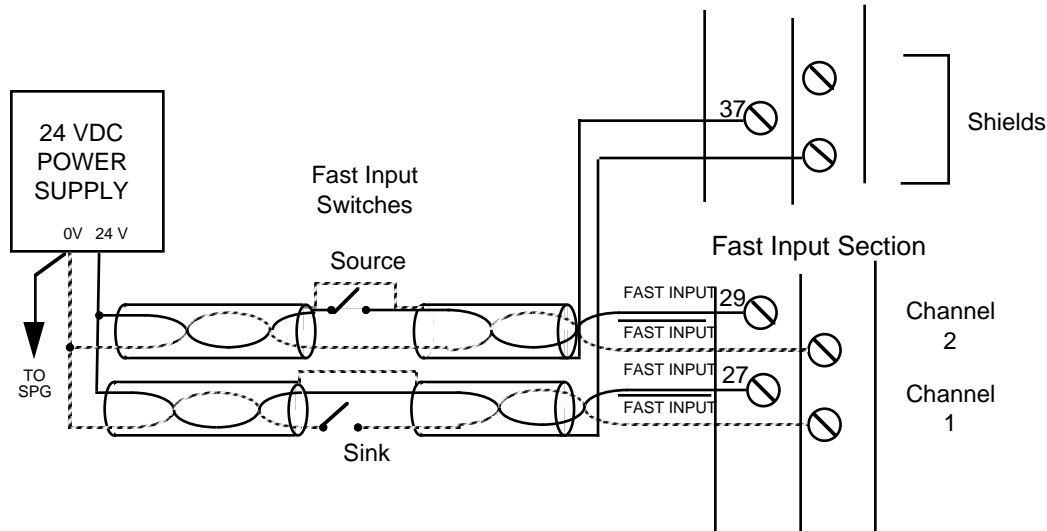 24 VDC
POWER
SUPPLY
0V 24 V
TO
SPG
Fast Input
Switches
Source
Sink
37
Shields
Fast Input Section
FAST INPUT
29
FAST INPUT
Channel
2
FAST INPUT
27
FAST INPUT
Channel
1